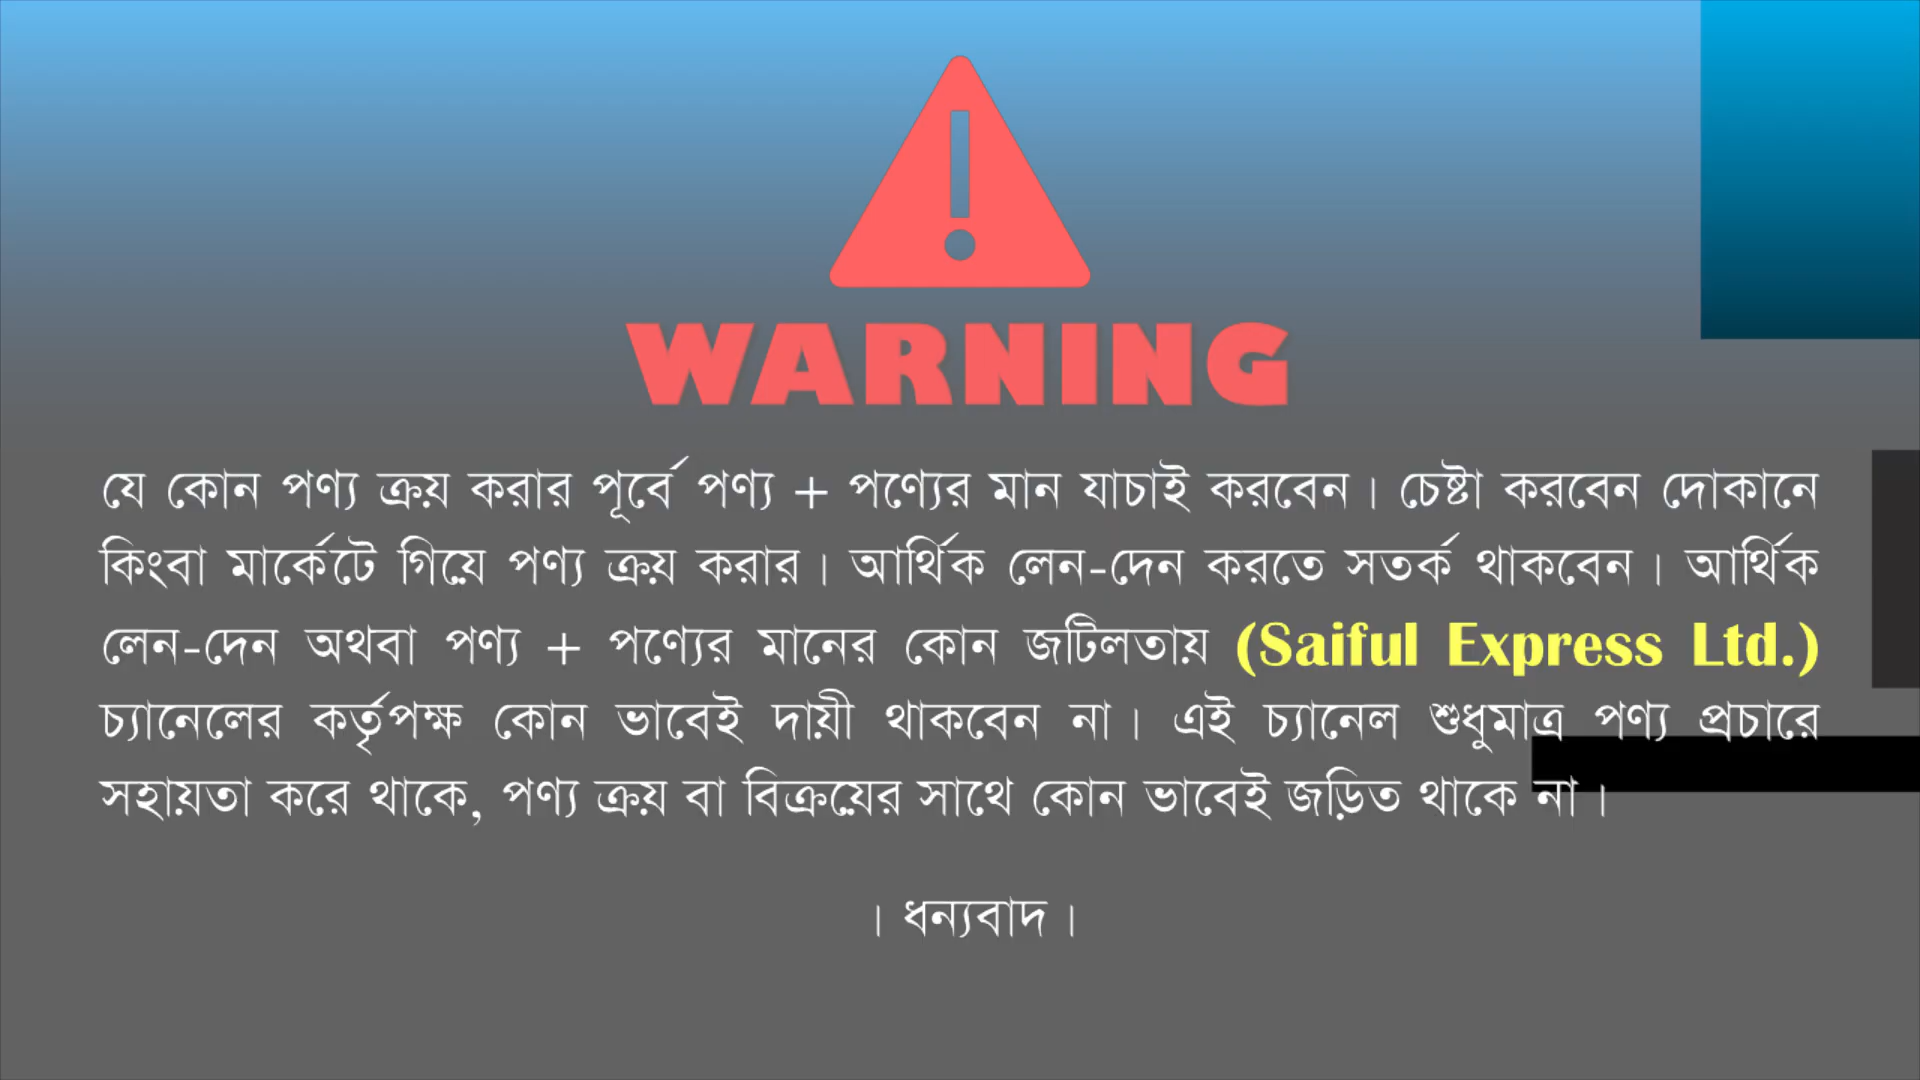 WARNING
যে কোন পণ্য ক্রয় করার পূর্বে পণ্য + পণ্যের মান যাচাই করবেন। চেষ্টা করবেন দোকানে
কিংবা মার্কেটে গিয়ে পণ্য ক্রয় করার। আর্থিক লেন-দেন করতে সতর্ক থাকবেন। আর্থিক
লেন-দেন অথবা পণ্য + পণ্যের মানের কোন জটিলতায় (Saiful Express Ltd.)
চ্যানেলের কর্তৃপক্ষ কোন ভাবেই দায়ী থাকবেন না। এই চ্যানেল শুধুমাত্র পণ্য প্রচারে
সহায়তা করে থাকে, পণ্য ক্রয় বা বিক্রয়ের সাথে কোন ভাবেই জড়িত থাকে না।
। ধন্যবাদ ।